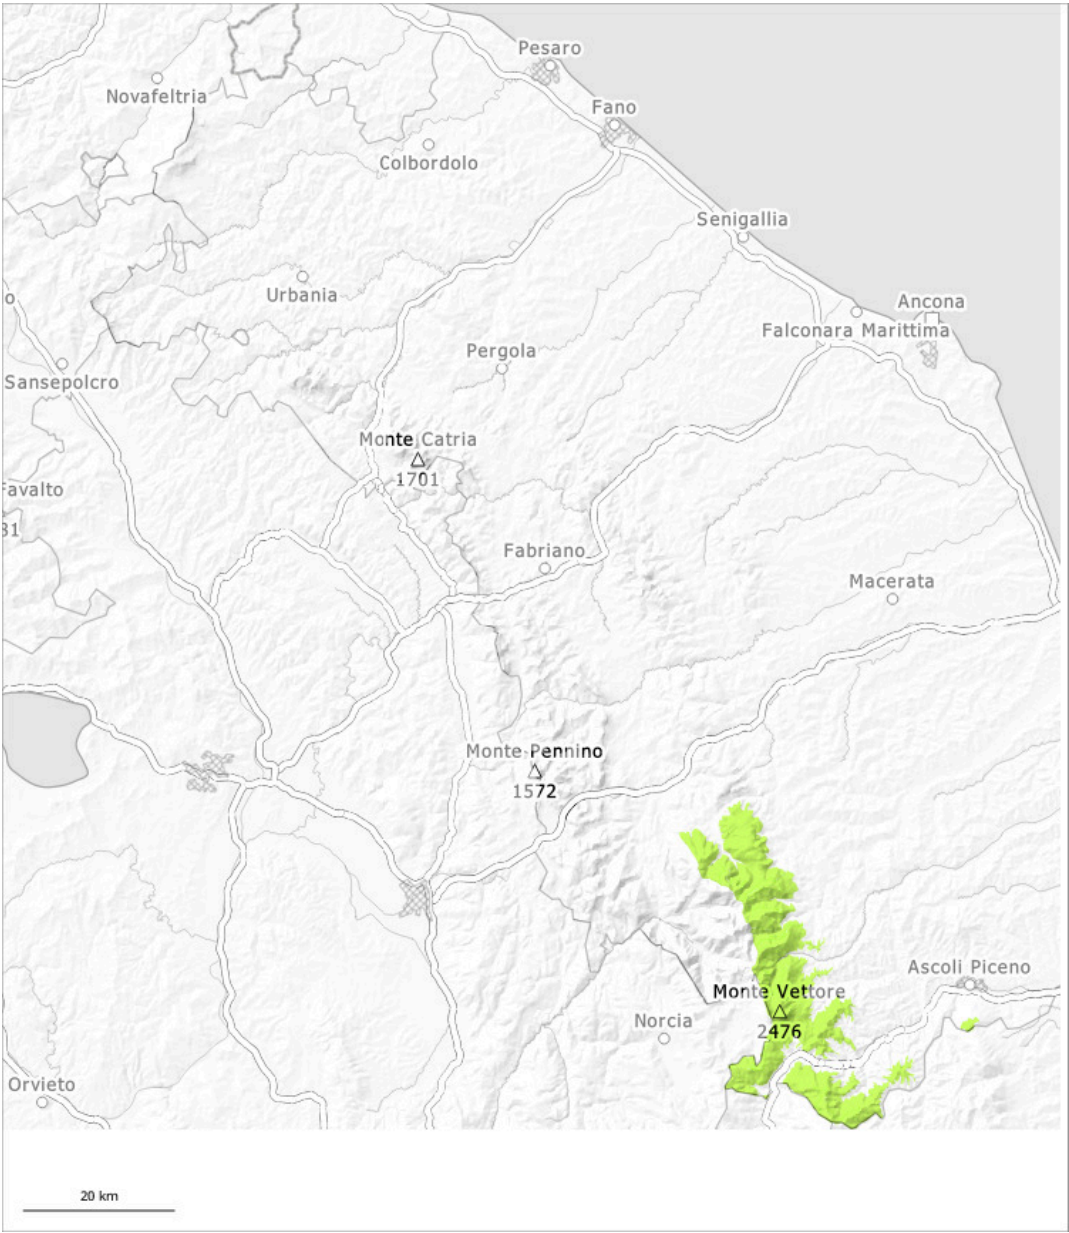 Pesaro
Novafeltria
Fano
Colbordolo
Senigallia
Urbania
o
Ancona
Falconara Marittima
Pergola
Sansepolcro
Monte Catria
1701
Favalto
31
Fabriano
Macerata
Monte Pennino
1572
Ascoli Piceno
Monte Vettore
2476
Norcia
Orvieto
20 km